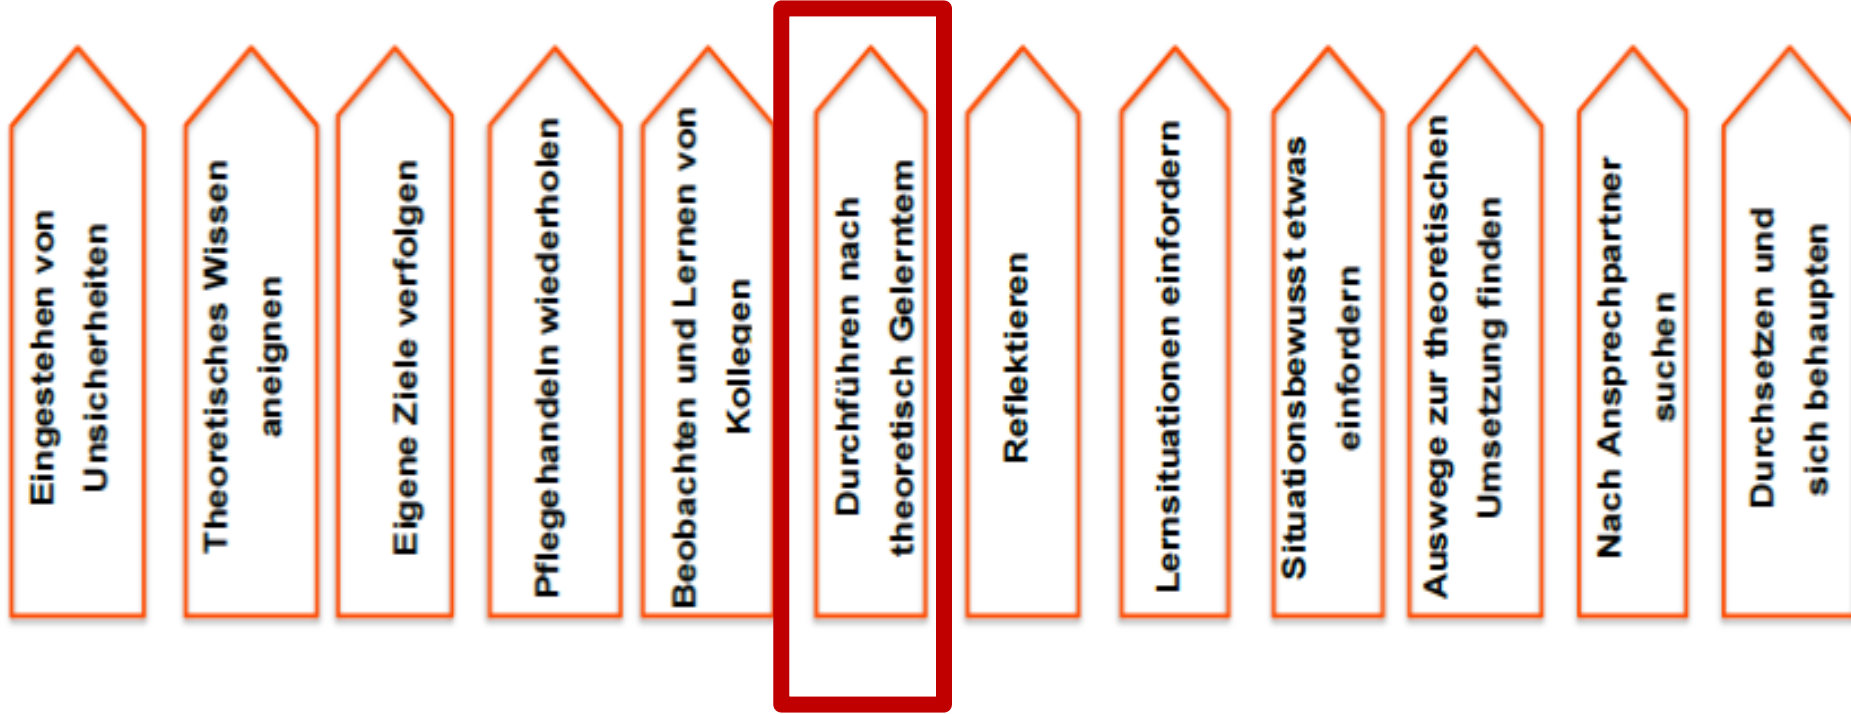 Eingestehen von
Unsicherheiten
Theoretisches Wissen
aneignen
Eigene Ziele verfolgen
Pflegehandeln wiederholen
Beobachten und Lernen von
Kollegen
Durchführen nach
theoretisch Gelerntem
Reflektieren
Lernsituationen einfordern
Situationsbewusst etwas
einfordern
Auswege zur theoretischen
Umsetzung finden
Nach Ansprechpartner
suchen
Durchsetzen und
sich behaupten